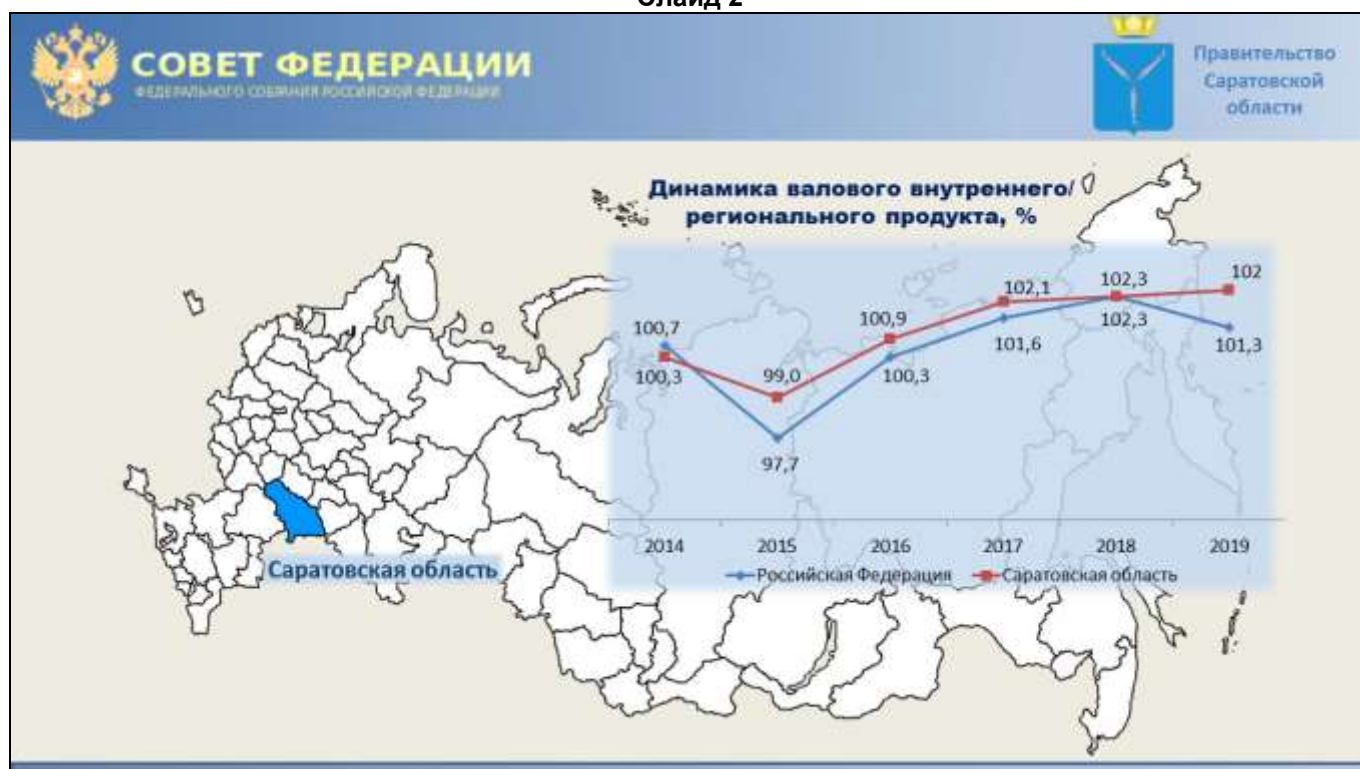 Слайд 2
СОВЕТ ФЕДЕРАЦИИ
ФЕДЕРАЛЬНОГО СОБРАНИЯ РОССИЙСКОЙ ФЕДЕРАЦИИ
Правительство
Саратовской
области
Динамика валового внутреннего/
регионального продукта, %
100,7
100,3
99,0
97,7
100,9
100,3
102,1
101,6
102,3
102,3
102
101,3
2014 2015 2016 2017 2018 2019
Российская Федерация Саратовская область
Саратовская область